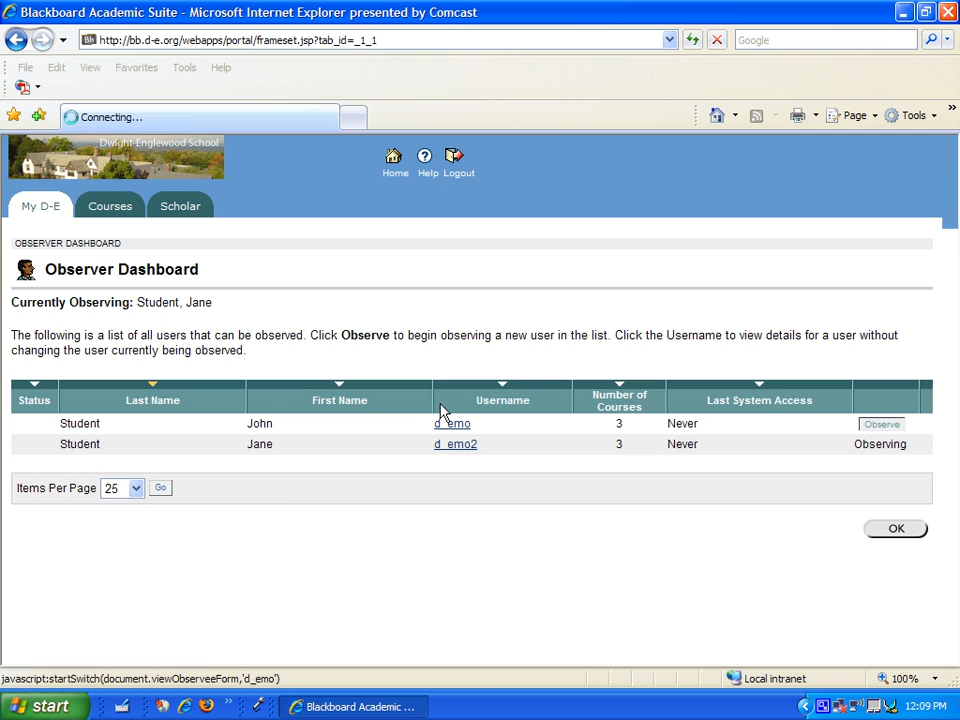 Blackboard Academic Suite - Microsoft Internet Explorer presented by Comcast
http://bb.d-e.org/webapps/portal/frameset.jsp?tab_id=_1_1
Google
File Edit View Favorites Tools Help
Connecting...
Page Tools
Dwight-Englewood School
Home Help Logout
My D-E Courses Scholar
OBSERVER DASHBOARD
Observer Dashboard
Currently Observing: Student, Jane
The following is a list of all users that can be observed. Click Observe to begin observing a new user in the list. Click the Username to view details for a user without
changing the user currently being observed.
Status Last Name First Name Username Number of Courses Last System Access
Student John d_emo 3 Never Observe
Student Jane d_emo2 3 Never Observing
Items Per Page 25 Go
OK
javascript:startSwitch(document.viewObserveeForm,'d_emo') Local intranet 100%
start Blackboard Academic ... 12:09 PM